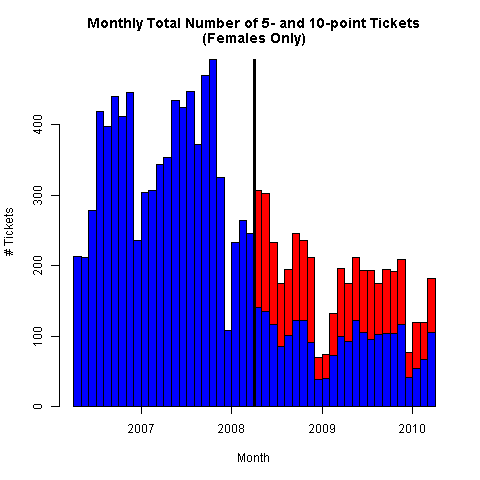 Monthly Total Number of 5- and 10-point Tickets
(Females Only)
# Tickets
400
300
200
100
0
2007 2008 2009 2010
Month